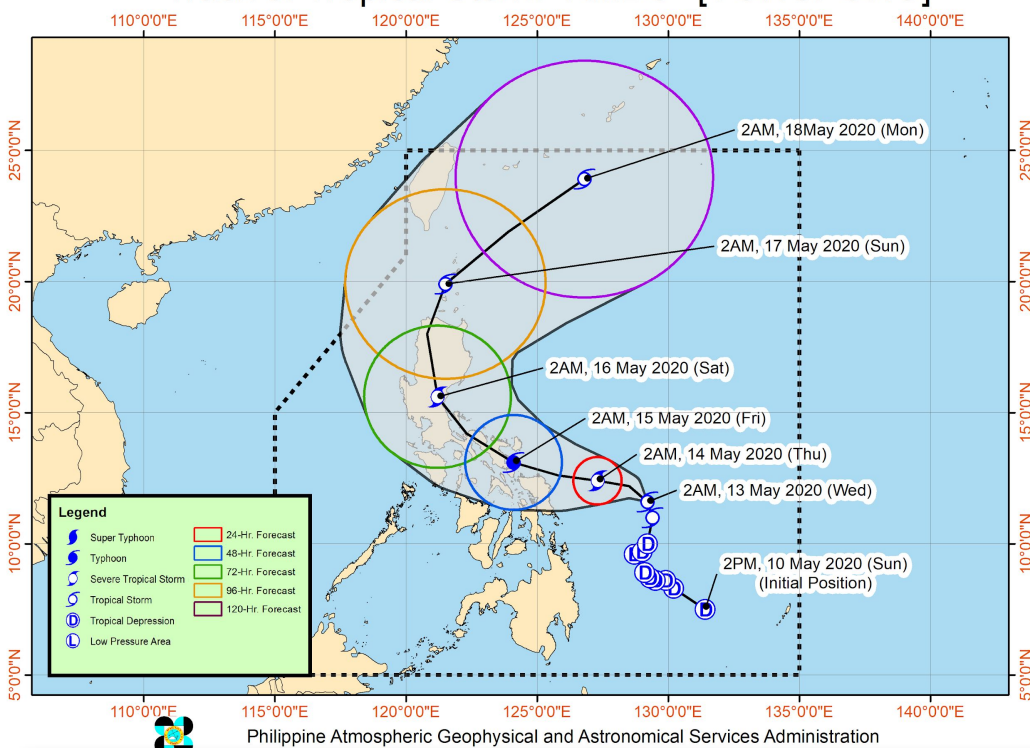 110°0'0"E 115°0'0"E 120°0'0"E 125°0'0"E 130°0'0"E 135°0'0"E 140°0'0"E
25°0'0"N
20°0'0"N
15°0'0"N
10°0'0"N
5°0'0"N
25°0'0"N
20°0'0"N
15°0'0"N
10°0'0"N
5°0'0"N
2AM, 18May 2020 (Mon)
2AM, 17 May 2020 (Sun)
2AM, 16 May 2020 (Sat)
2AM, 15 May 2020 (Fri)
2AM, 14 May 2020 (Thu)
2AM, 13 May 2020 (Wed)
2PM, 10 May 2020 (Sun)
(Initial Position)
D
D
D
D
D
D
D
D
D
Legend
Super Typhoon
Typhoon
Severe Tropical Storm
Tropical Storm
D Tropical Depression
L Low Pressure Area
24-Hr. Forecast
48-Hr. Forecast
72-Hr. Forecast
96-Hr. Forecast
120-Hr. Forecast
110°0'0"E 115°0'0"E 120°0'0"E 125°0'0"E 130°0'0"E 135°0'0"E 140°0'0"E
Philippine Atmospheric Geophysical and Astronomical Services Administration